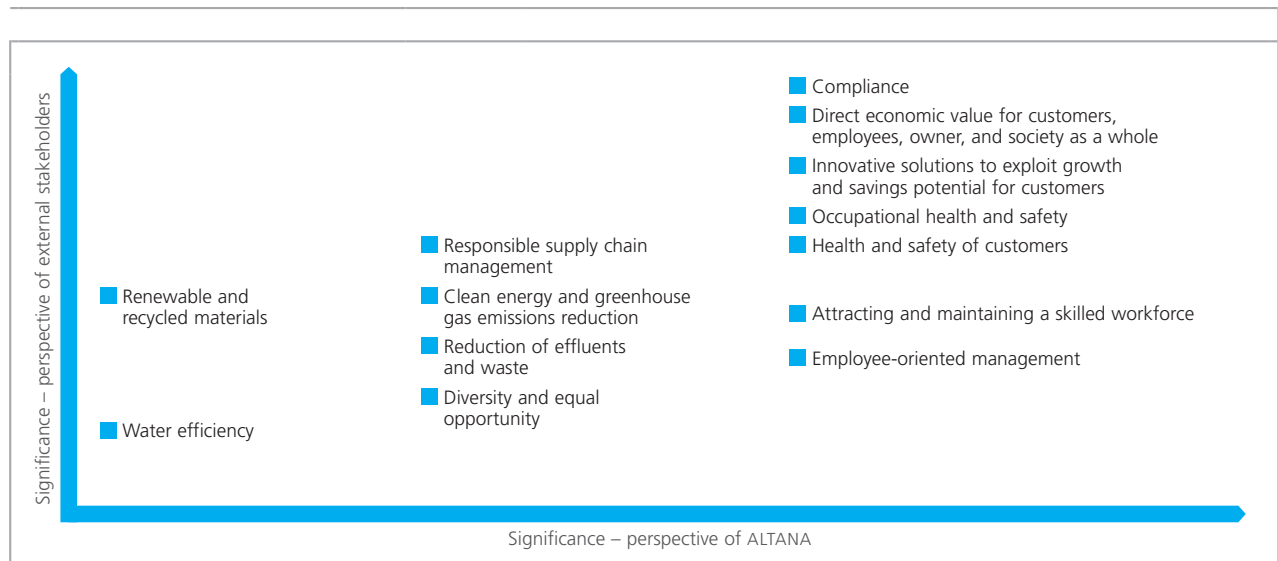 Significance – perspective of external stakeholders
Compliance
Direct economic value for customers,
employees, owner, and society as a whole
Innovative solutions to exploit growth
and savings potential for customers
Occupational health and safety
Responsible supply chain
management
Health and safety of customers
Renewable and
recycled materials
Clean energy and greenhouse
gas emissions reduction
Attracting and maintaining a skilled workforce
Reduction of effluents
and waste
Employee-oriented management
Diversity and equal
opportunity
Water efficiency
Significance – perspective of ALTANA